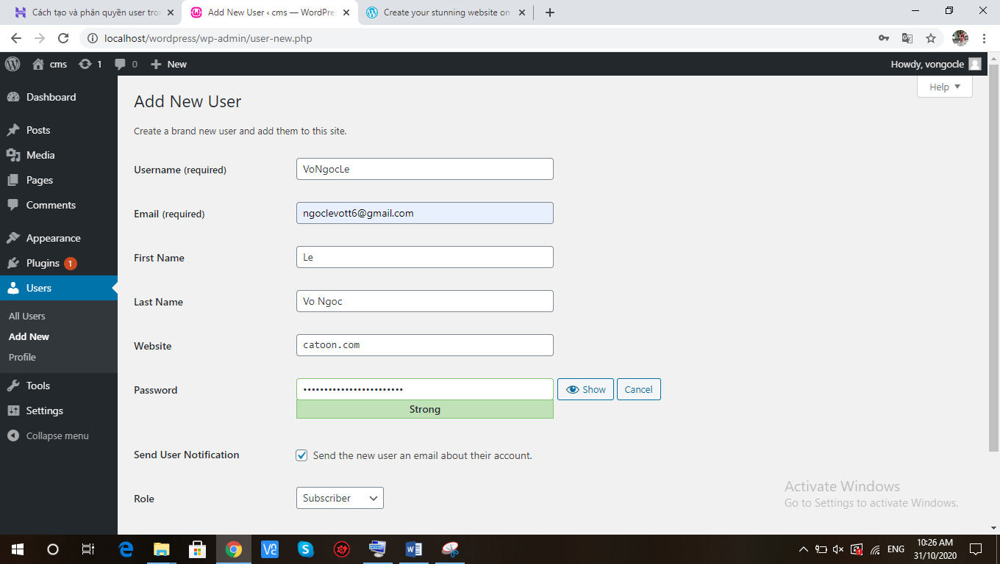 Cách tạo và phân quyền user tro
Add New User ‹ cms — WordPre
Create your stunning website on
localhost/wordpress/wp-admin/user-new.php
cms 1 0 New
Howdy, vongocle
Help
Dashboard
Posts
Media
Pages
Comments
Appearance
Plugins 1
Users
All Users
Add New
Profile
Tools
Settings
Collapse menu
Add New User
Create a brand new user and add them to this site.
Username (required)
VoNgocLe
Email (required)
ngoclevott6@gmail.com
First Name
Le
Last Name
Vo Ngoc
Website
catoon.com
Password
••••••••••••••••••••••••
Show
Cancel
Strong
Send User Notification
Send the new user an email about their account.
Role
Subscriber
Activate Windows
Go to Settings to activate Windows.
ENG
10:26 AM
31/10/2020